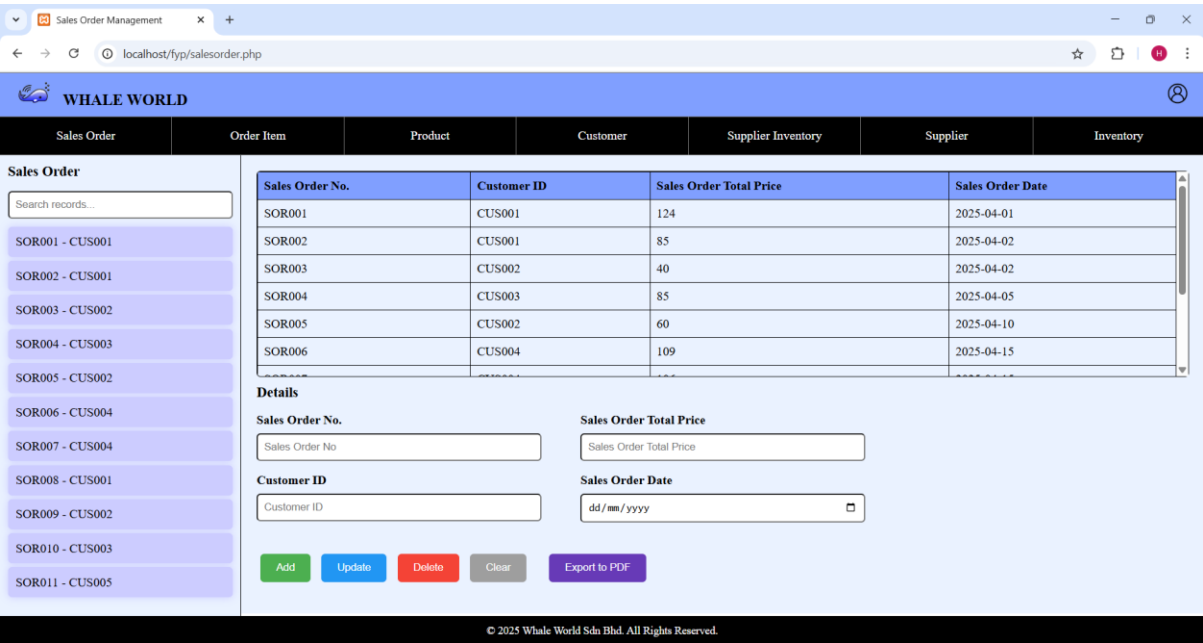 Sales Order Management
localhost/fyp/salesorder.php
H
WHALE WORLD
Sales Order Order Item Product Customer Supplier Inventory Supplier Inventory
Sales Order
Search records...
SOR001 - CUS001
SOR002 - CUS001
SOR003 - CUS002
SOR004 - CUS003
SOR005 - CUS002
SOR006 - CUS004
SOR007 - CUS004
SOR008 - CUS001
SOR009 - CUS002
SOR010 - CUS003
SOR011 - CUS005
Sales Order No. Customer ID Sales Order Total Price Sales Order Date
SOR001 CUS001 124 2025-04-01
SOR002 CUS001 85 2025-04-02
SOR003 CUS002 40 2025-04-02
SOR004 CUS003 85 2025-04-05
SOR005 CUS002 60 2025-04-10
SOR006 CUS004 109 2025-04-15
Details
Sales Order No. Sales Order Total Price
Sales Order No Sales Order Total Price
Customer ID Sales Order Date
Customer ID dd/mm/yyyy
Add Update Delete Clear Export to PDF
© 2025 Whale World Sdn Bhd. All Rights Reserved.